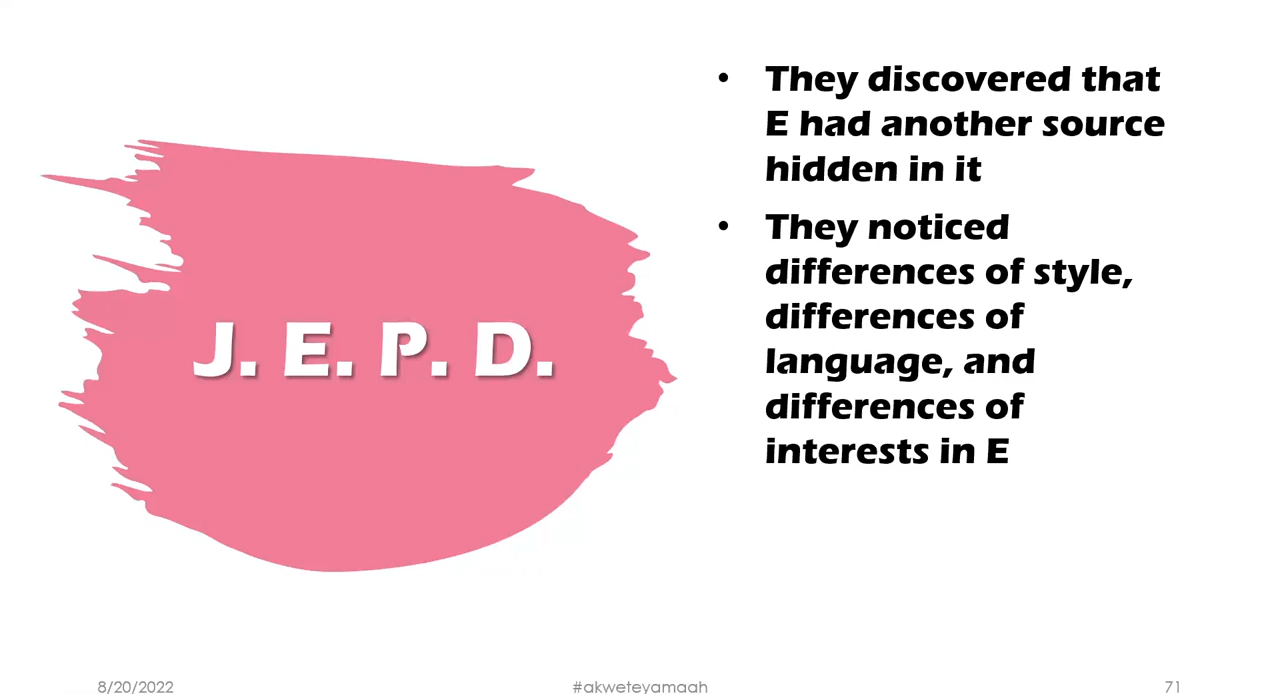 J. E. P. D.
• They discovered that
E had another source
hidden in it
• They noticed
differences of style,
differences of
language, and
differences of
interests in E
8/20/2022
#akweteyamaah
71